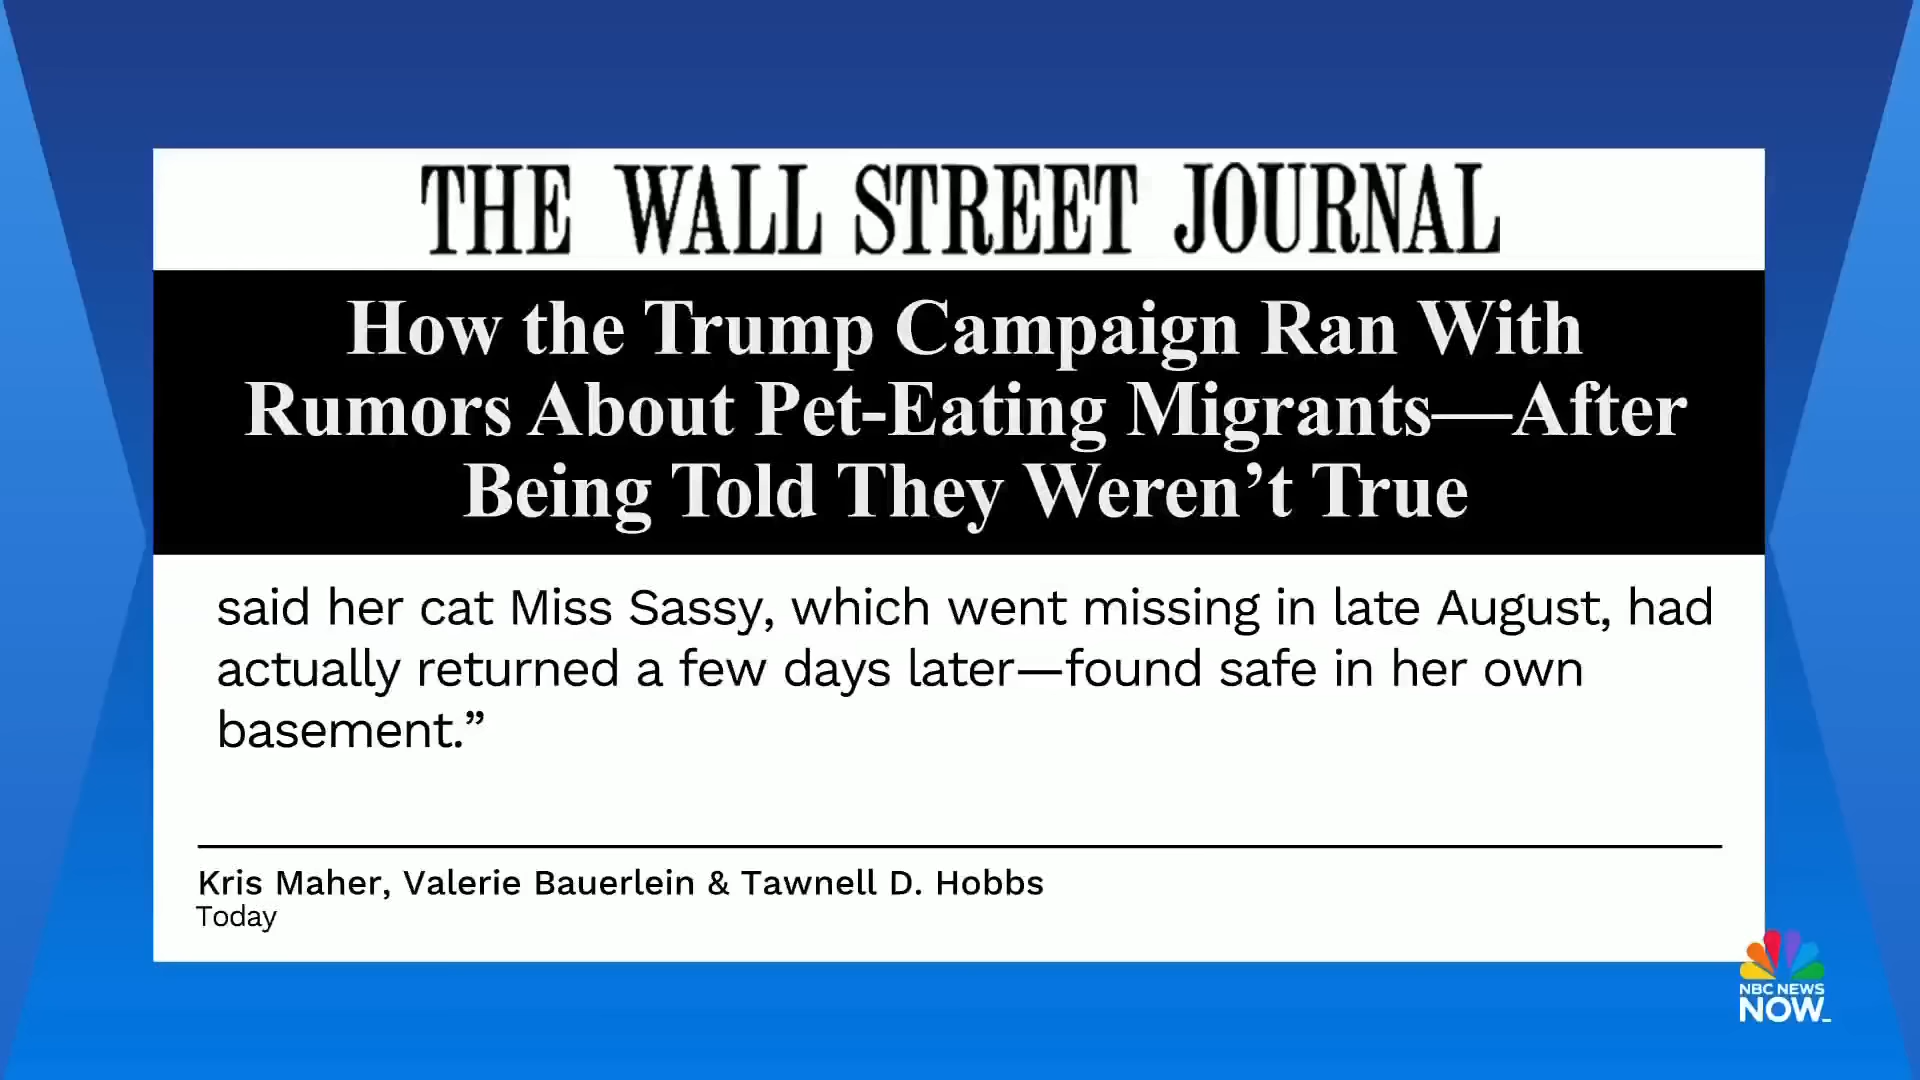 THE WALL STREET JOURNAL
How the Trump Campaign Ran With
Rumors About Pet-Eating Migrants—After
Being Told They Weren’t True
said her cat Miss Sassy, which went missing in late August, had
actually returned a few days later—found safe in her own
basement.”
Kris Maher, Valerie Bauerlein & Tawnell D. Hobbs
Today
NBC NEWS
NOW